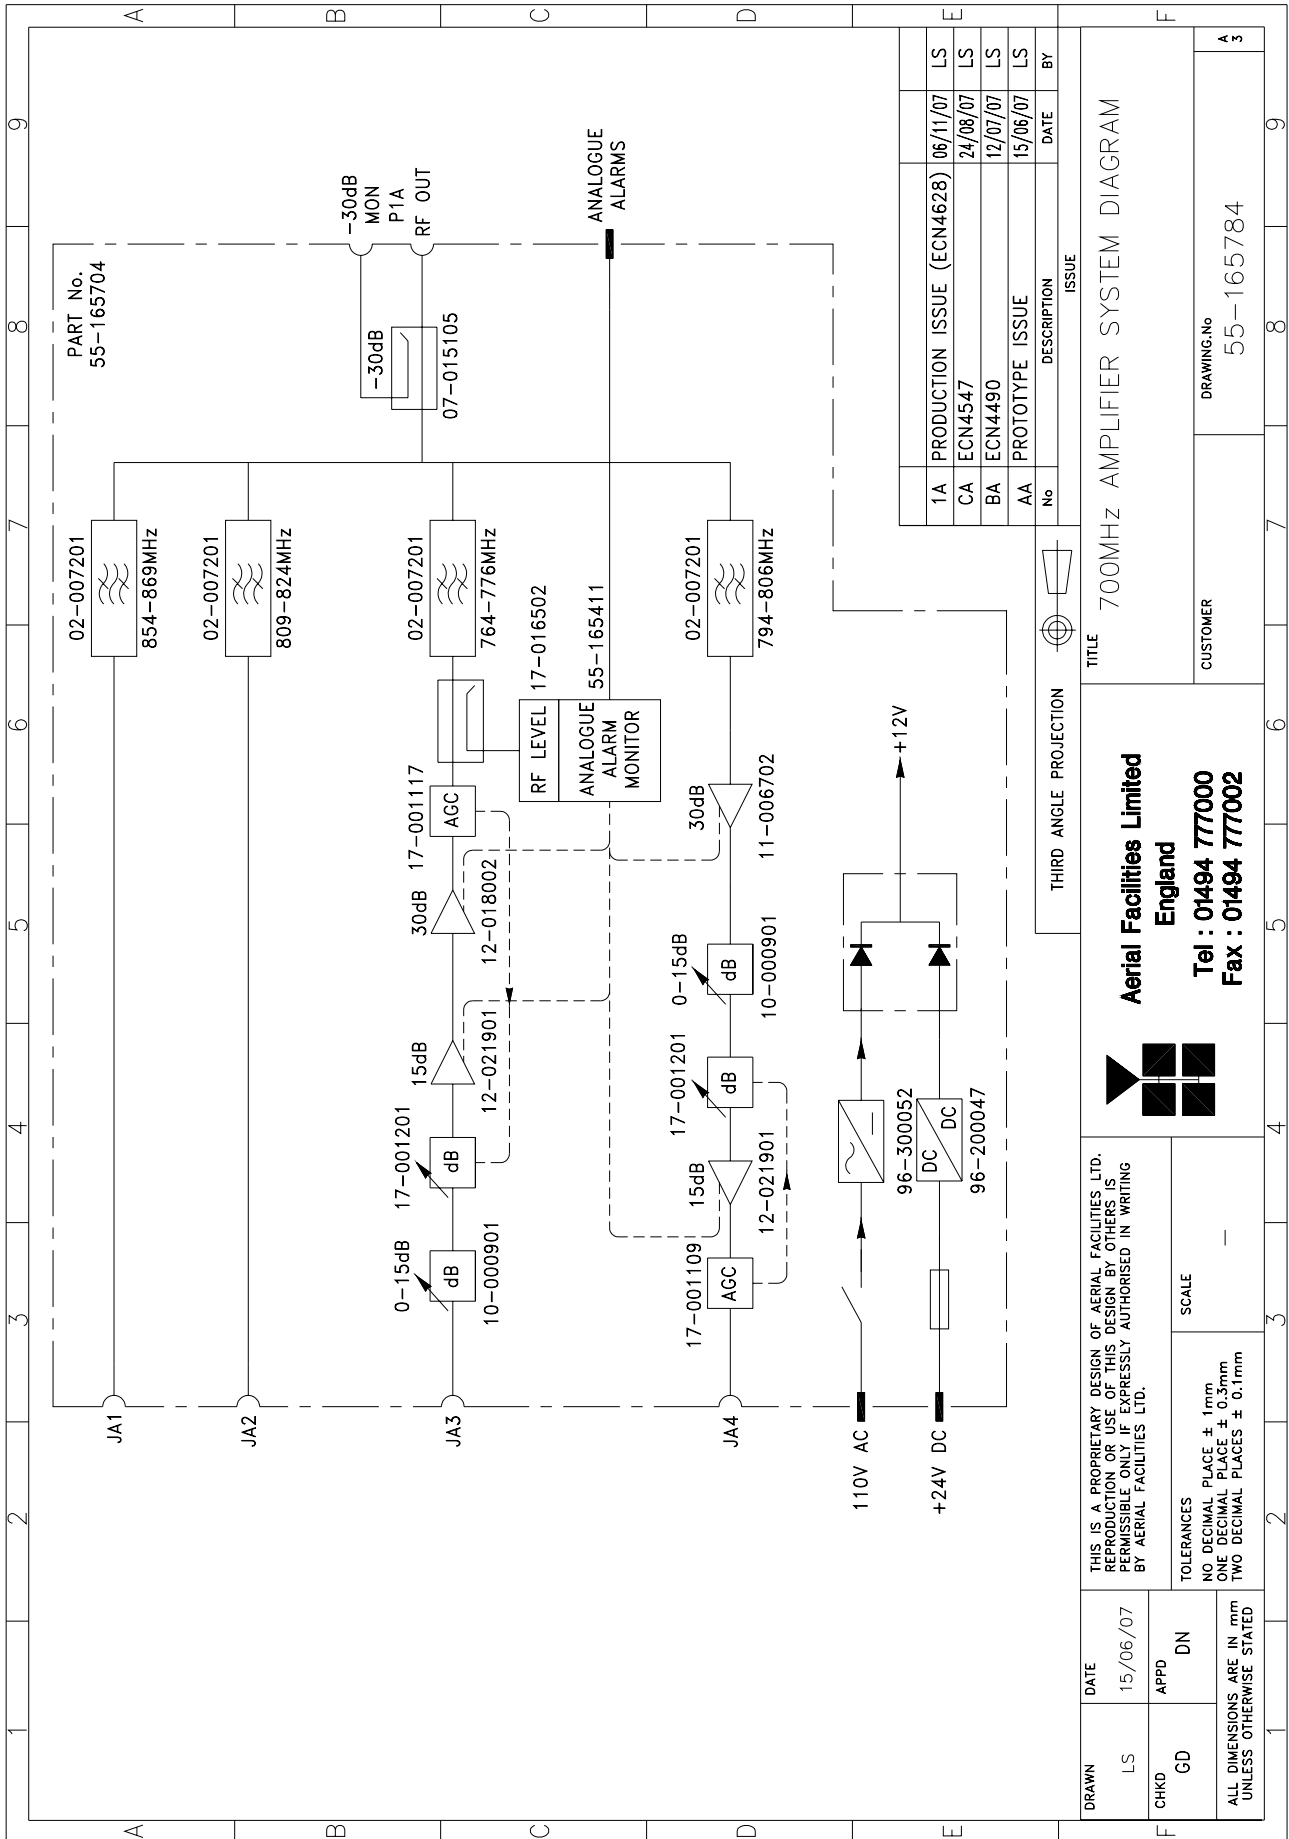 1
2
3
4
5
6
7
8
9
A
B
C
D
E
F
PART No.
55-165704
JA1
02-007201
854-869MHz
JA2
02-007201
809-824MHz
-30dB
MON
P1A
RF OUT
-30dB
07-015105
JA3
0-15dB
dB
10-000901
17-001201
dB
15dB
12-021901
30dB
12-018002
17-001117
AGC
02-007201
764-776MHz
RF LEVEL
17-016502
ANALOGUE
ALARM
MONITOR
55-165411
ANALOGUE
ALARMS
JA4
17-001109
AGC
15dB
12-021901
17-001201
dB
0-15dB
dB
10-000901
30dB
11-006702
02-007201
794-806MHz
110V AC
96-300052
+24V DC
DC
DC
96-200047
+12V
1A PRODUCTION ISSUE (ECN4628) 06/11/07 LS
CA ECN4547 24/08/07 LS
BA ECN4490 12/07/07 LS
AA PROTOTYPE ISSUE 15/06/07 LS
No DESCRIPTION DATE BY
ISSUE
THIRD ANGLE PROJECTION
DRAWN
LS
DATE
15/06/07
CHKD
GD
APPD
DN
ALL DIMENSIONS ARE IN mm
UNLESS OTHERWISE STATED
THIS IS A PROPRIETARY DESIGN OF AERIAL FACILITIES LTD.
REPRODUCTION OR USE OF THIS DESIGN BY OTHERS IS
PERMISSIBLE ONLY IF EXPRESSLY AUTHORISED IN WRITING
BY AERIAL FACILITIES LTD.
TOLERANCES
NO DECIMAL PLACE ± 1mm
ONE DECIMAL PLACE ± 0.3mm
TWO DECIMAL PLACES ± 0.1mm
SCALE
-
Aerial Facilities Limited
England
Tel : 01494 777000
Fax : 01494 777002
TITLE
700MHz AMPLIFIER SYSTEM DIAGRAM
CUSTOMER
DRAWING.No
55-165784
A
3
A
B
C
D
E
F
1
2
3
4
5
6
7
8
9